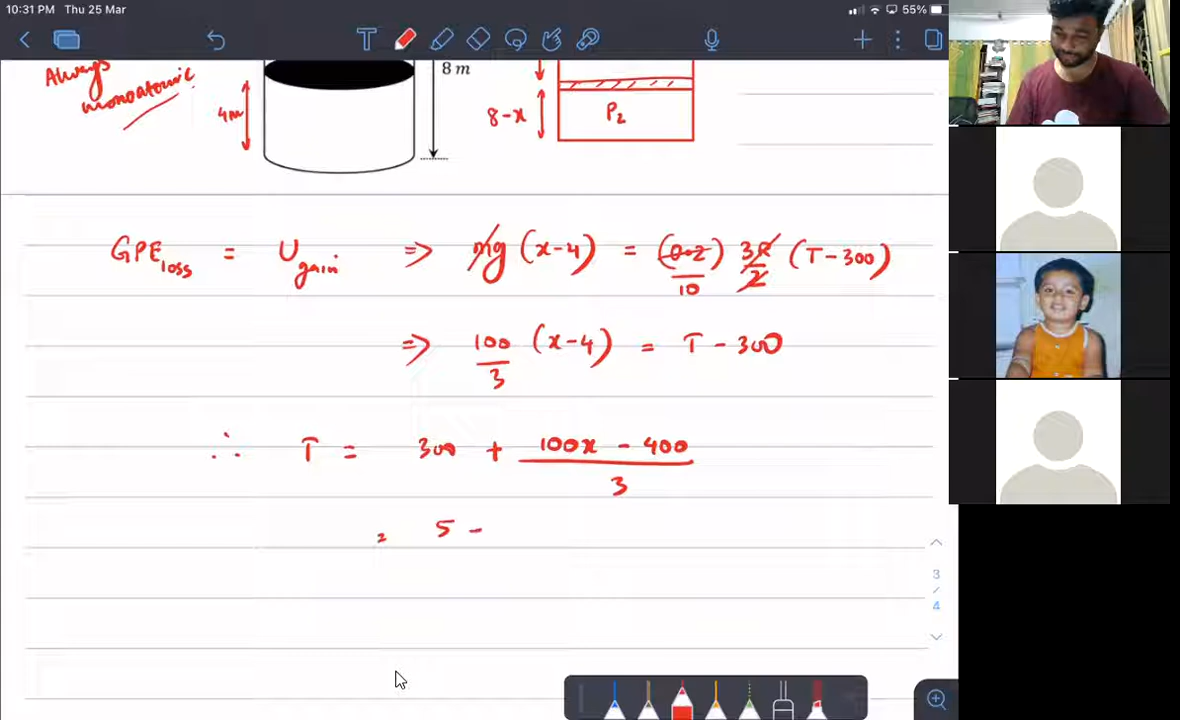 10:31 PM Thu 25 Mar
55%
Always
monoatomic
4m
8 m
8-x
P2
GPE loss = U gain => mg (x-4) = (0.2)/10 3R/2 (T-300)
=> 100/3 (x-4) = T - 300
∴ T = 300 + (100x - 400)/3
= 5 -
3
/
4